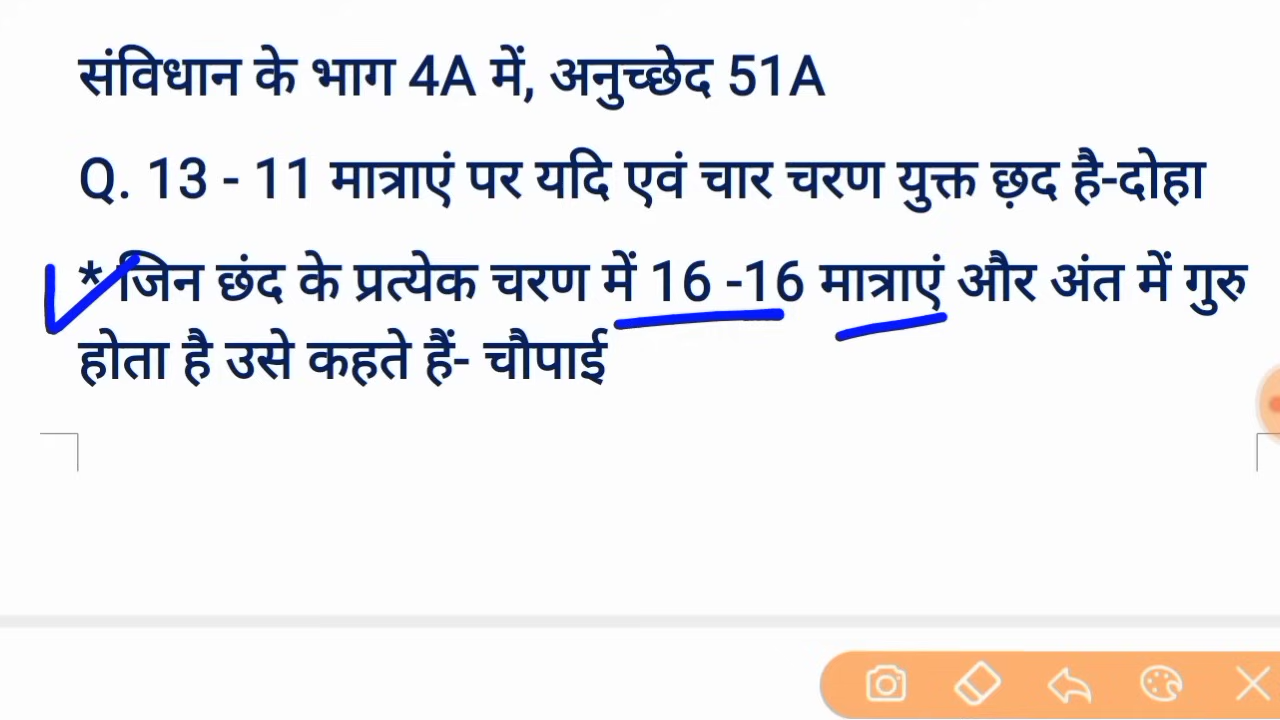 संविधान के भाग 4A में, अनुच्छेद 51A
Q. 13 - 11 मात्राएं पर यदि एवं चार चरण युक्त छ़द है-दोहा
* जिन छंद के प्रत्येक चरण में 16 -16 मात्राएं और अंत में गुरु
होता है उसे कहते हैं- चौपाई